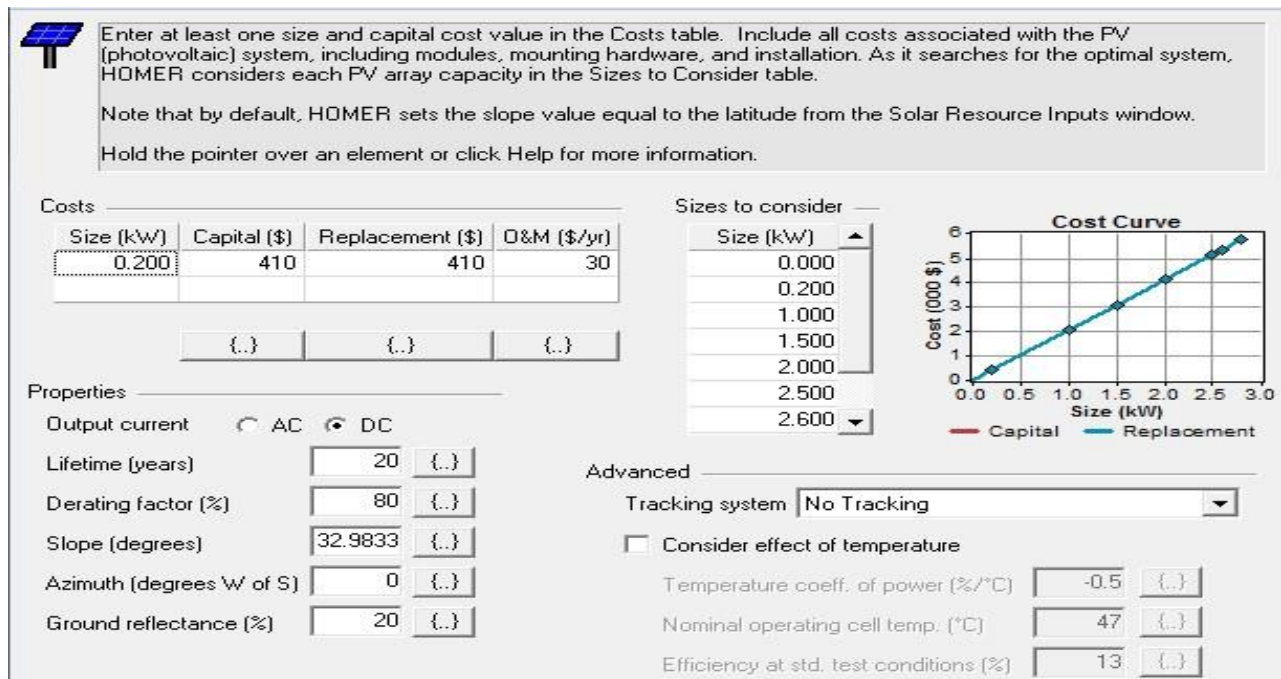 Enter at least one size and capital cost value in the Costs table. Include all costs associated with the PV
(photovoltaic) system, including modules, mounting hardware, and installation. As it searches for the optimal system,
HOMER considers each PV array capacity in the Sizes to Consider table.
Note that by default, HOMER sets the slope value equal to the latitude from the Solar Resource Inputs window.
Hold the pointer over an element or click Help for more information.
Costs
Size (kW) Capital ($) Replacement ($) O&M ($/yr)
0.200 410 410 30
{..} {..} {..}
Sizes to consider
Size (kW)
0.000
0.200
1.000
1.500
2.000
2.500
2.600
Cost Curve
Cost (000 $)
6
5
4
3
2
1
0
0.0 0.5 1.0 1.5 2.0 2.5 3.0
Size (kW)
Capital Replacement
Properties
Output current AC DC
Lifetime (years) 20 {..}
Derating factor (%) 80 {..}
Slope (degrees) 32.9833 {..}
Azimuth (degrees W of S) 0 {..}
Ground reflectance (%) 20 {..}
Advanced
Tracking system No Tracking
Consider effect of temperature
Temperature coeff. of power (%/°C) -0.5 {..}
Nominal operating cell temp. (°C) 47 {..}
Efficiency at std. test conditions (%) 13 {..}